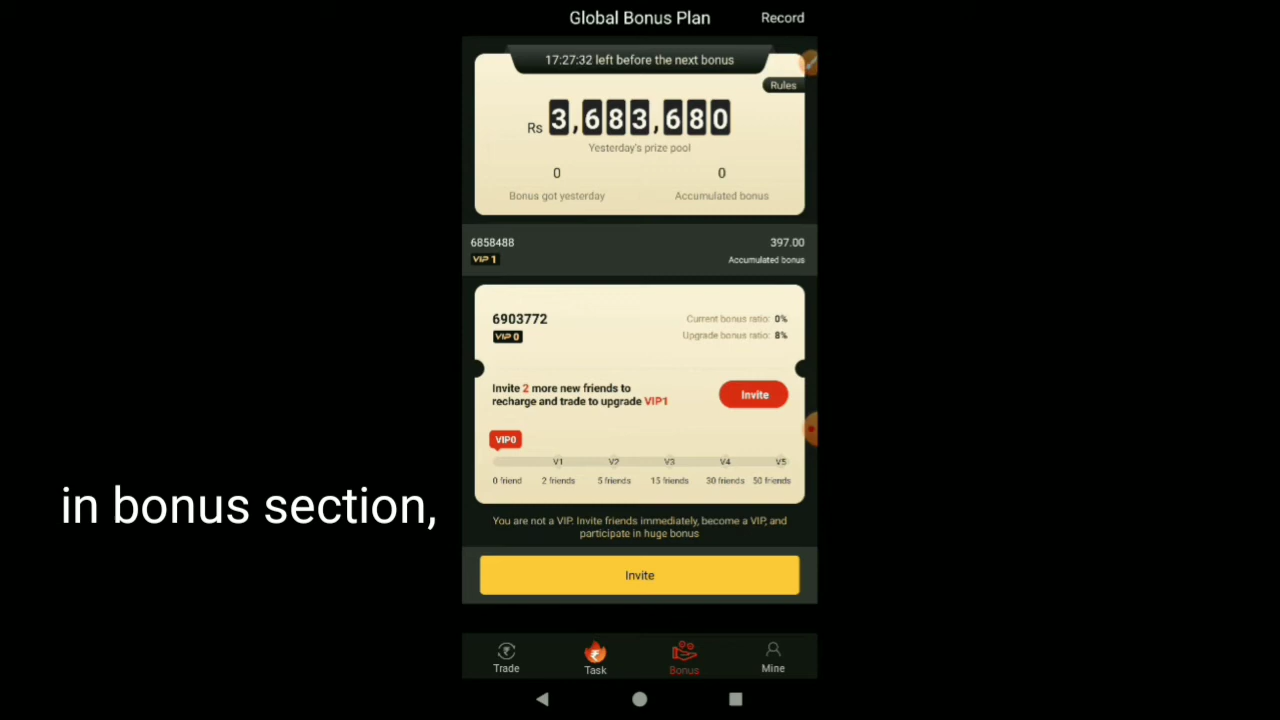 Global Bonus Plan Record
17:27:32 left before the next bonus
Rules
Rs 3,683,680
Yesterday's prize pool
0 0
Bonus got yesterday Accumulated bonus
6858488 397.00
VIP 1 Accumulated bonus
6903772 Current bonus ratio: 0%
VIP 0 Upgrade bonus ratio: 8%
Invite 2 more new friends to
recharge and trade to upgrade VIP1
Invite
VIP0
V1 V2 V3 V4 V5
0 friend 2 friends 5 friends 15 friends 30 friends 50 friends
in bonus section,
You are not a VIP. Invite friends immediately, become a VIP, and
participate in huge bonus
Invite
Trade Task Bonus Mine